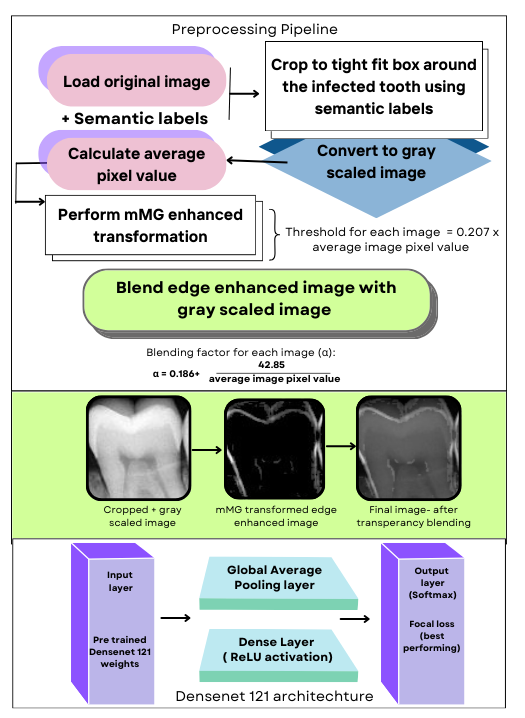 Preprocessing Pipeline
Load original image
+ Semantic labels
Crop to tight fit box around
the infected tooth using
semantic labels
Convert to gray
scaled image
Calculate average
pixel value
Perform mMG enhanced
transformation
Threshold for each image = 0.207 x
average image pixel value
Blend edge enhanced image with
gray scaled image
Blending factor for each image (α):
α = 0.186+ 42.85
average image pixel value
Cropped + gray
scaled image
mMG transformed edge
enhanced image
Final image- after
transperancy blending
Input
layer
Pre trained
Densenet 121
weights
Global Average
Pooling layer
Dense Layer
( ReLU activation)
Output
layer
(Softmax)
Focal loss
(best
performing)
Densenet 121 architechture